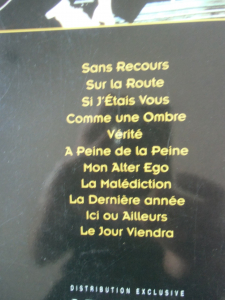 Sans Recours
Sur la Route
Si J'Étais Vous
Comme une Ombre
Vérité
A Peine de la Peine
Mon Alter Ego
La Malédiction
La Dernière année
Ici ou Ailleurs
Le Jour Viendra
DISTRIBUTION EXCLUSIVE